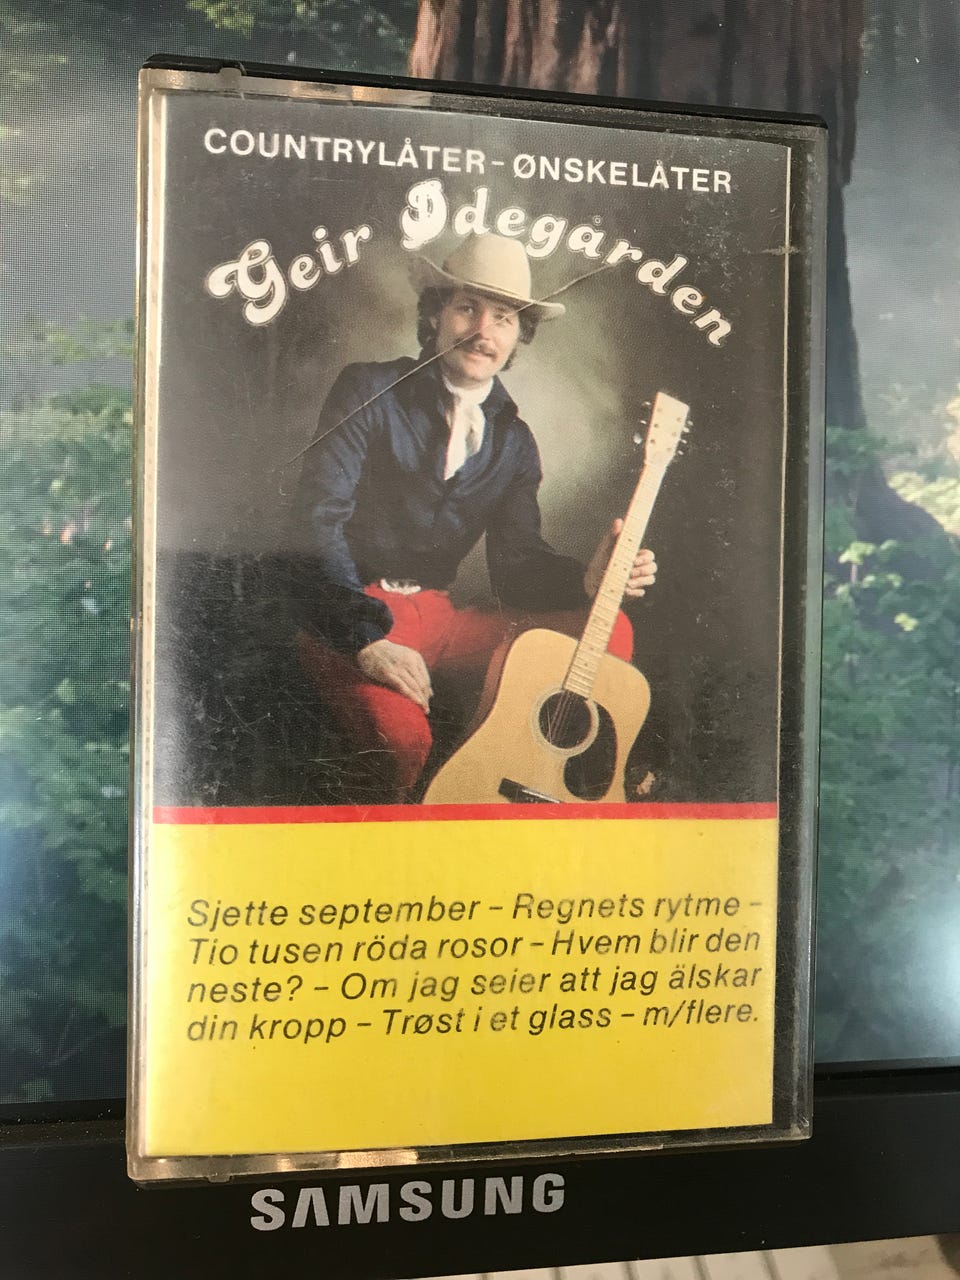 COUNTRYLÅTER-ØNSKELÅTER
Geir Idegården
Sjette september – Regnets rytme –
Tio tusen röda rosor – Hvem blir den
neste? – Om jag seier att jag älskar
din kropp – Trøst i et glass – m/flere.
SAMSUNG